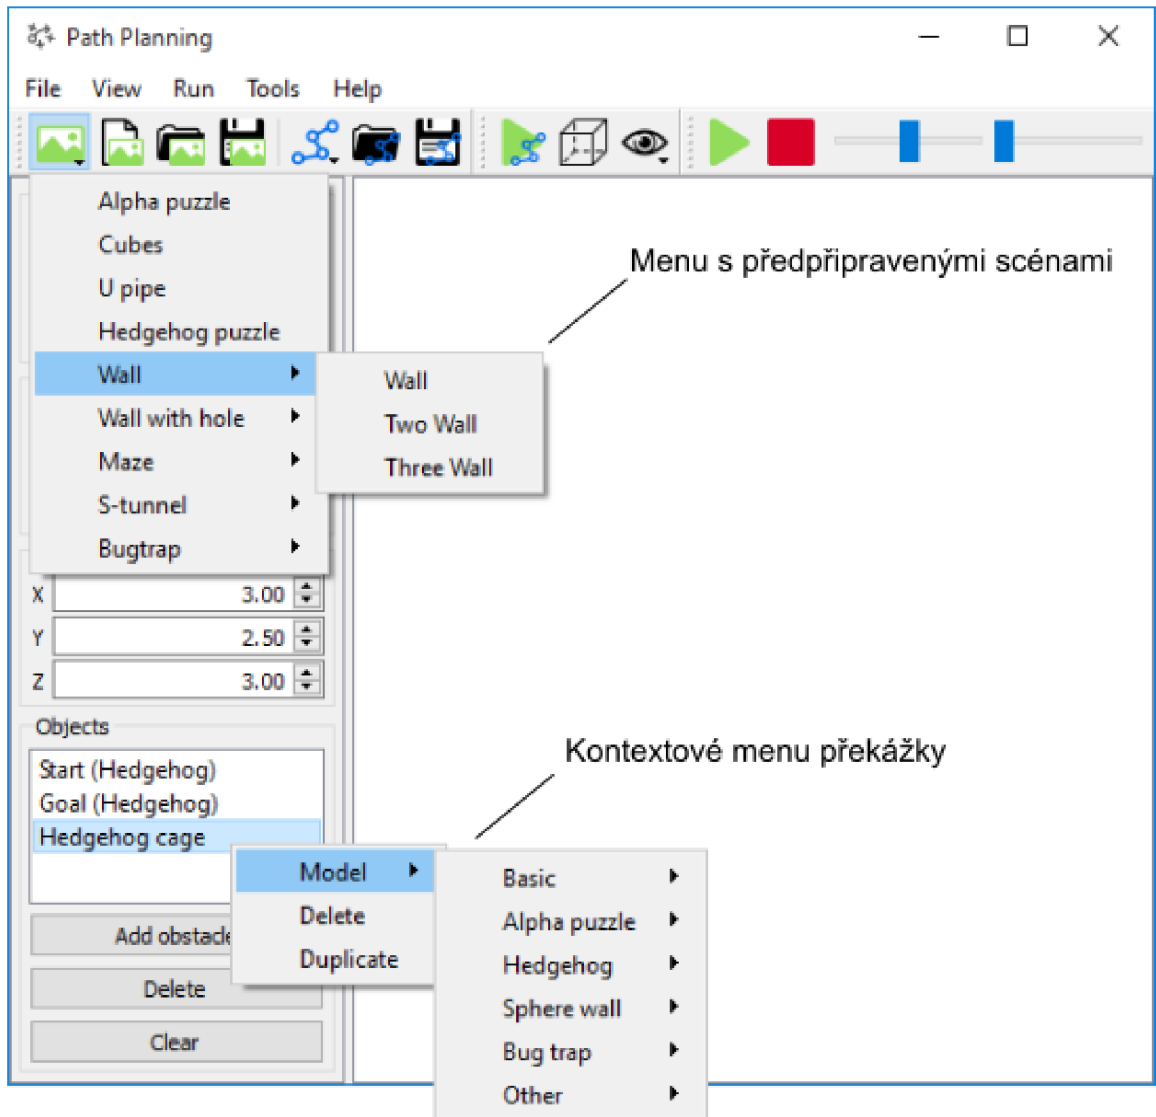 Path Planning
File View Run Tools Help
Alpha puzzle
Cubes
U pipe
Hedgehog puzzle
Wall
Wall with hole
Maze
S-tunnel
Bugtrap
Wall
Two Wall
Three Wall
Menu s předpřipravenými scénami
X 3.00
Y 2.50
Z 3.00
Objects
Start (Hedgehog)
Goal (Hedgehog)
Hedgehog cage
Kontextové menu překážky
Model
Delete
Duplicate
Basic
Alpha puzzle
Hedgehog
Sphere wall
Bug trap
Other
Add obstacle
Delete
Clear